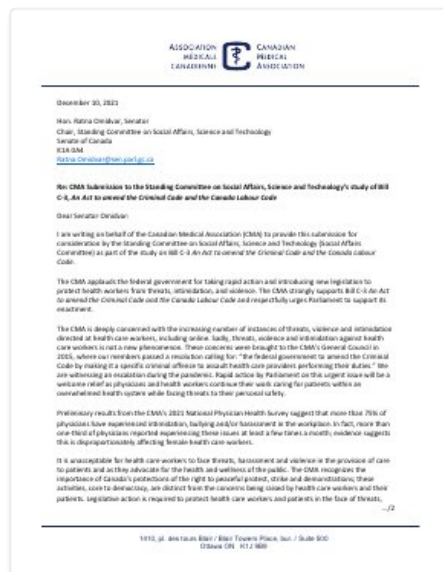 ASSOCIATION MÉDICALE CANADIENNE
CANADIAN MEDICAL ASSOCIATION
December 10, 2021
Hon. Ratna Omidvar, Senator
Chair, Standing Committee on Social Affairs, Science and Technology
Senate of Canada
K1A 0A4
Ratna.Omidvar@sen.parl.gc.ca
Re: CMA Submission to the Standing Committee on Social Affairs, Science and Technology's study of Bill
C-3, An Act to amend the Criminal Code and the Canada Labour Code
Dear Senator Omidvar:
I am writing on behalf of the Canadian Medical Association (CMA) to provide this submission for
consideration by the Standing Committee on Social Affairs, Science and Technology (Social Affairs
Committee) as part of the study on Bill C-3 An Act to amend the Criminal Code and the Canada Labour
Code.
The CMA applauds the federal government for taking rapid action and introducing new legislation to
protect health workers from threats, intimidation, and violence. The CMA strongly supports Bill C-3 An Act
to amend the Criminal Code and the Canada Labour Code and respectfully urges Parliament to support its
enactment.
The CMA is deeply concerned with the increasing number of instances of threats, violence and intimidation
directed at health care workers, including online. Sadly, threats, violence and intimidation against health
care workers is not a new phenomenon. These concerns were brought to the CMA's General Council in
2015, where our members passed a resolution calling for: "the federal government to amend the Criminal
Code by making it a specific criminal offence to assault health care providers performing their duties." We
are witnessing an escalation during the pandemic. Rapid action by Parliament on this urgent issue will be a
welcome relief as physicians and health workers continue their work caring for patients within an
overwhelmed health system while facing threats to their personal safety.
Preliminary results from the CMA's 2021 National Physician Health Survey suggest that more than 75% of
physicians have experienced intimidation, bullying and/or harassment in the workplace. In fact, more than
one-third of physicians reported experiencing these issues at least a few times a month; evidence suggests
this is disproportionately affecting female health care workers.
It is unacceptable for health care workers to face threats, harassment and violence in the provision of care
to patients and as they advocate for the health and wellness of the public. The CMA recognizes the
importance of Canada's protections of the right to peaceful protest, strike and demonstrations; these
activities, core to democracy, are distinct from the concerns being raised by health care workers and their
patients. Legislative action is required to protect health care workers and patients in the face of threats,
.../2
1410, pl. des tours Blair / Blair Towers Place, bur. / Suite 500
Ottawa ON K1J 9B9